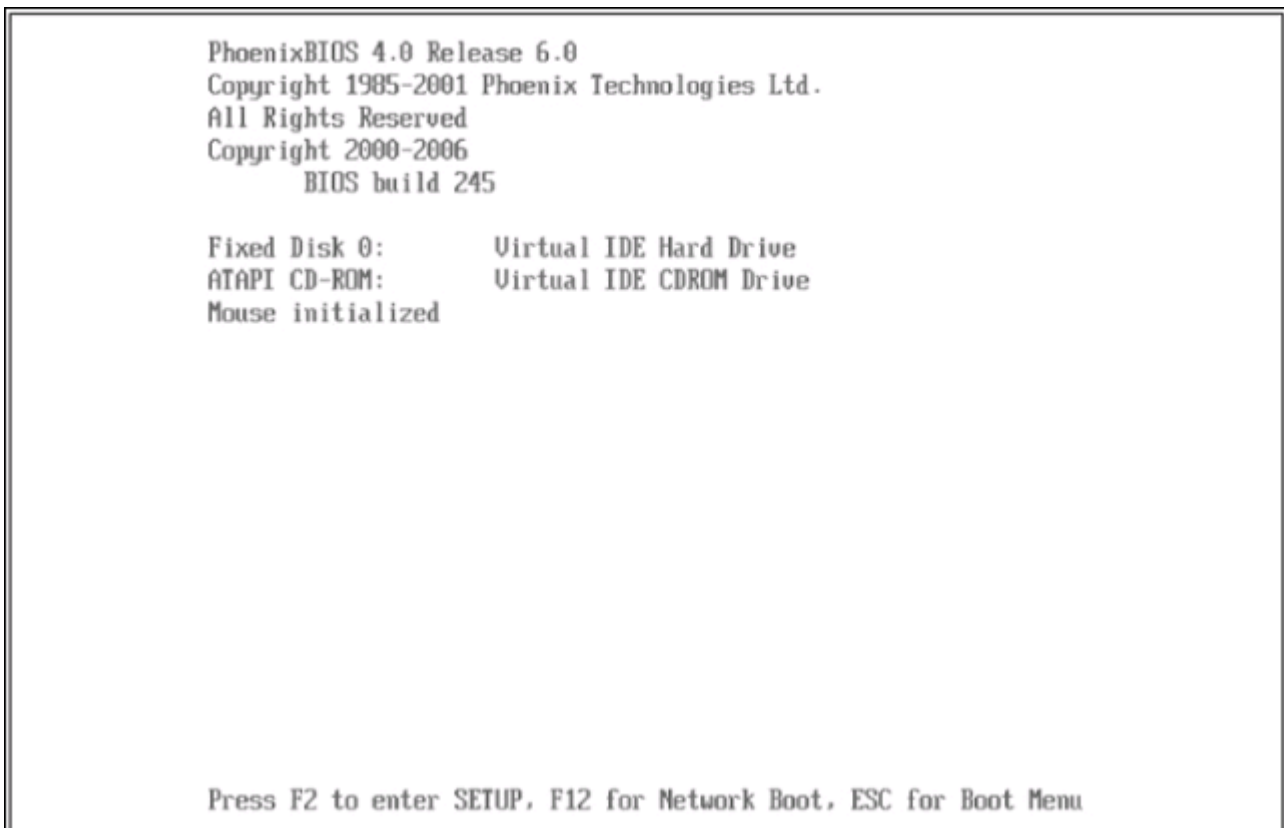 PhoenixBIOS 4.0 Release 6.0
Copyright 1985-2001 Phoenix Technologies Ltd.
All Rights Reserved
Copyright 2000-2006
BIOS build 245
Fixed Disk 0: Virtual IDE Hard Drive
ATAPI CD-ROM: Virtual IDE CDROM Drive
Mouse initialized
Press F2 to enter SETUP, F12 for Network Boot, ESC for Boot Menu